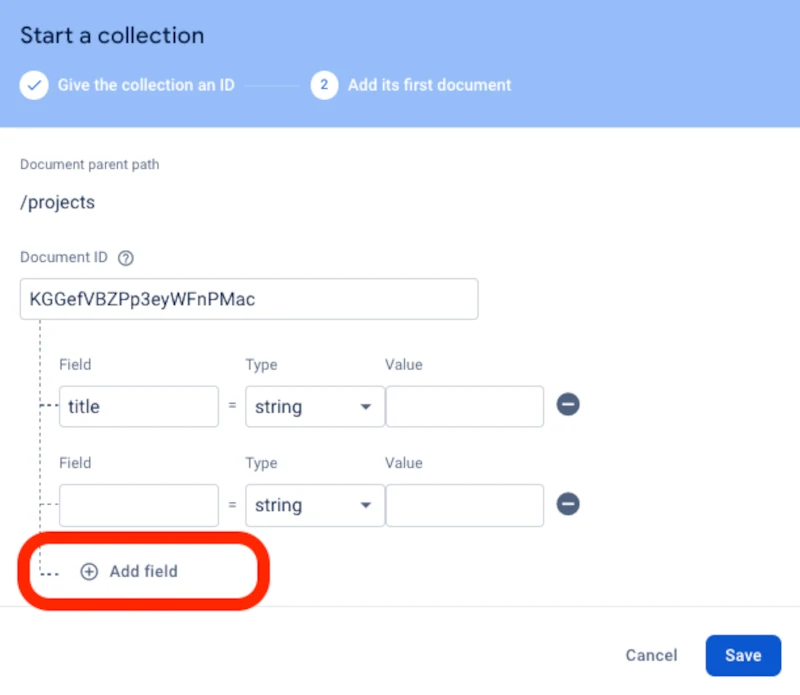 Start a collection
Give the collection an ID 2 Add its first document
Document parent path
/projects
Document ID ?
KGGefVBZPp3eyWFnPMac
Field Type Value
title = string
Field Type Value
= string
Add field
Cancel Save